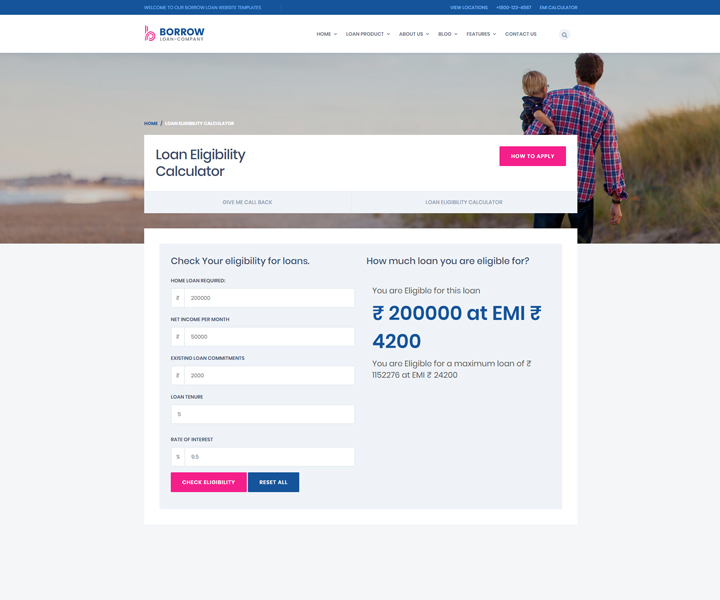 WELCOME TO OUR BORROW LOAN WEBSITE TEMPLATES
VIEW LOCATIONS +1800-123-4567 EMI CALCULATOR
BORROW
LOAN-COMPANY
HOME LOAN PRODUCT ABOUT US BLOG FEATURES CONTACT US
HOME / LOAN ELIGIBILITY CALCULATOR
Loan Eligibility
Calculator
HOW TO APPLY
GIVE ME CALL BACK LOAN ELIGIBILITY CALCULATOR
Check Your eligibility for loans.
HOME LOAN REQUIRED:
₹ 200000
NET INCOME PER MONTH
₹ 50000
EXISTING LOAN COMMITMENTS
₹ 2000
LOAN TENURE
5
RATE OF INTEREST
% 9.5
CHECK ELIGIBILITY RESET ALL
How much loan you are eligible for?
You are Eligible for this loan
₹ 200000 at EMI ₹
4200
You are Eligible for a maximum loan of ₹
1152276 at EMI ₹ 24200